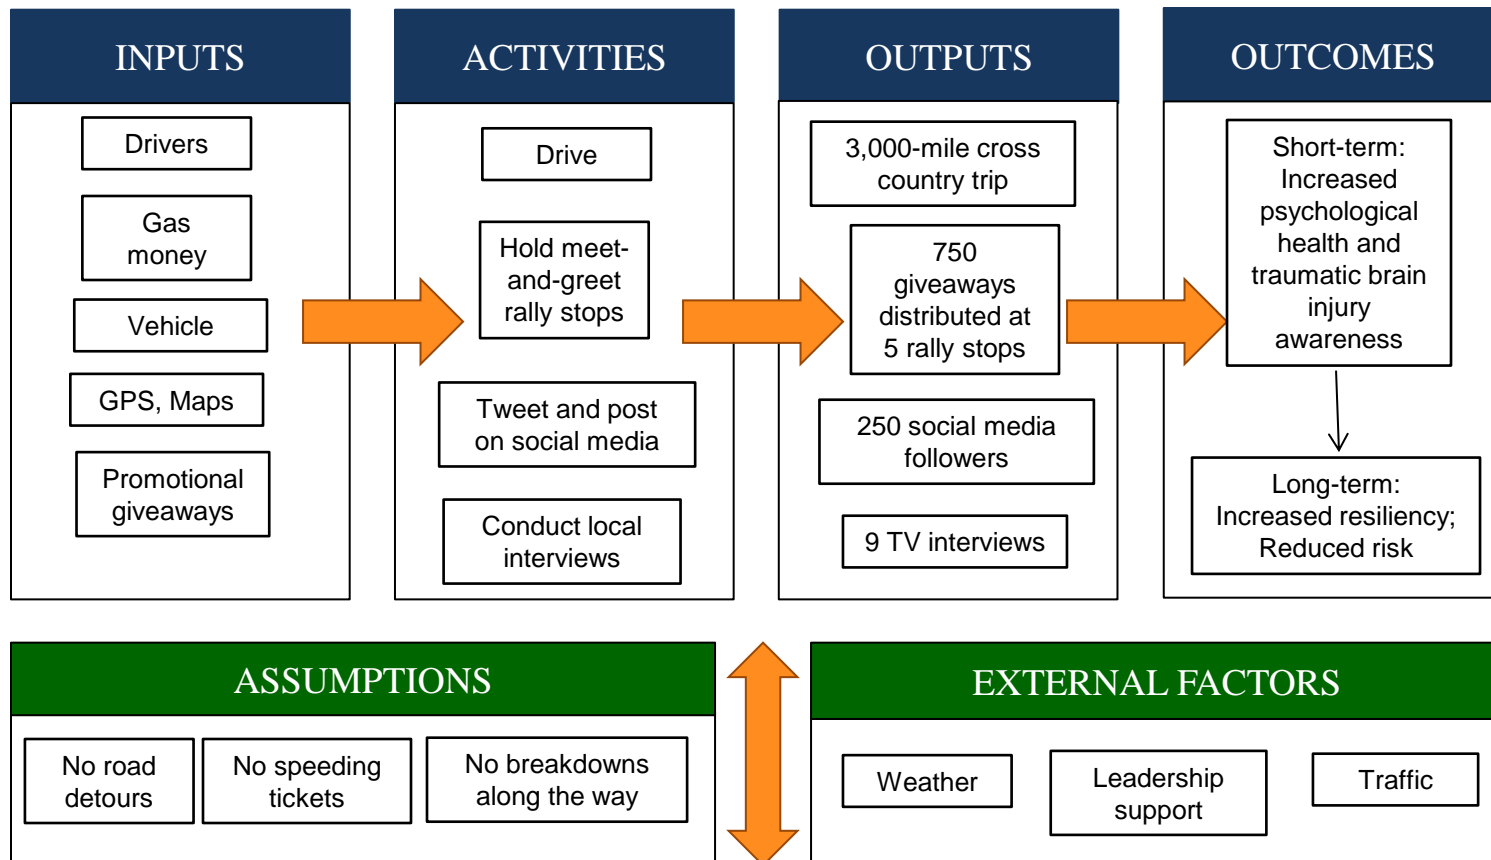 INPUTS
Drivers
Gas
money
Vehicle
GPS, Maps
Promotional
giveaways
ACTIVITIES
Drive
Hold meet-
and-greet
rally stops
Tweet and post
on social media
Conduct local
interviews
OUTPUTS
3,000-mile cross
country trip
750
giveaways
distributed at
5 rally stops
250 social media
followers
9 TV interviews
OUTCOMES
Short-term:
Increased
psychological
health and
traumatic brain
injury
awareness
Long-term:
Increased resiliency;
Reduced risk
ASSUMPTIONS
No road
detours
No speeding
tickets
No breakdowns
along the way
EXTERNAL FACTORS
Weather
Leadership
support
Traffic